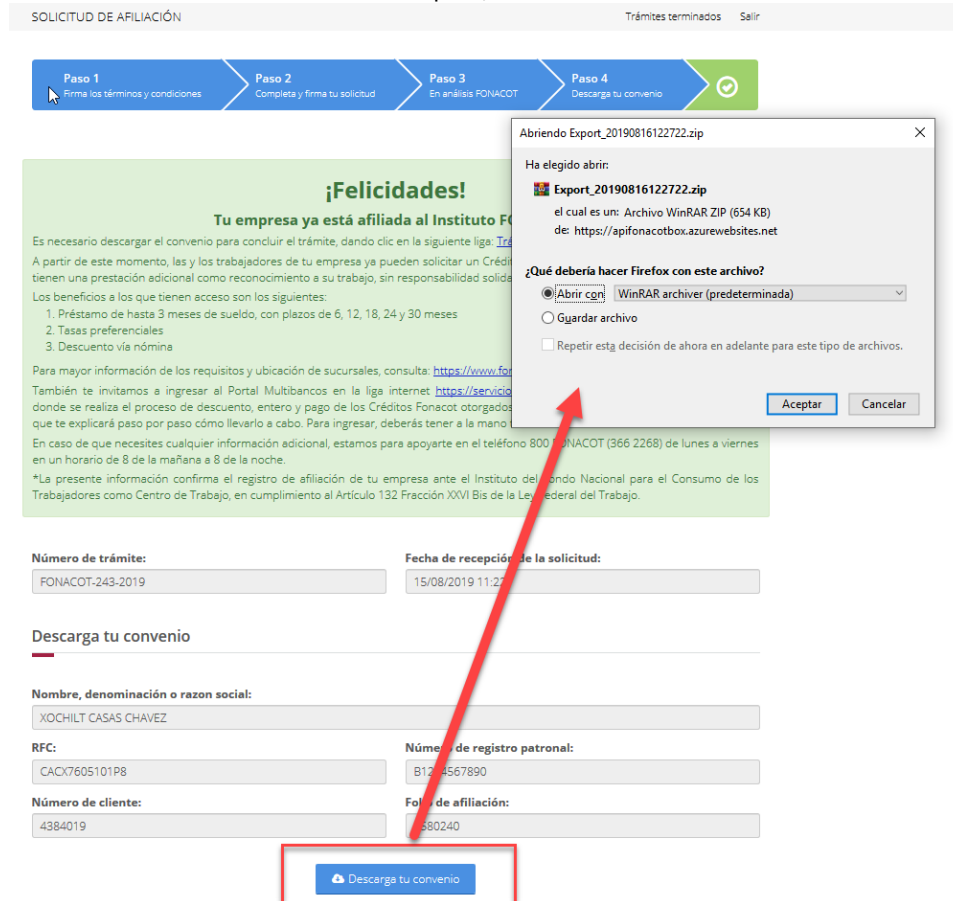 SOLICITUD DE AFILIACIÓN
Trámites terminados Salir
Paso 1
Firma los términos y condiciones
Paso 2
Completa y firma tu solicitud
Paso 3
En análisis FONACOT
Paso 4
Descarga tu convenio
Abriendo Export_20190816122722.zip
Ha elegido abrir:
Export_20190816122722.zip
el cual es un: Archivo WinRAR ZIP (654 KB)
de: https://apifonacotbox.azurewebsites.net
¿Qué debería hacer Firefox con este archivo?
Abrir con WinRAR archiver (predeterminada)
Guardar archivo
Repetir esta decisión de ahora en adelante para este tipo de archivos.
Aceptar Cancelar
¡Felicidades!
Tu empresa ya está afiliada al Instituto
Es necesario descargar el convenio para concluir el trámite, dando clic en la siguiente liga:
A partir de este momento, las y los trabajadores de tu empresa ya pueden solicitar un
tienen una prestación adicional como reconocimiento a su trabajo, sin responsabilidad
Los beneficios a los que tienen acceso son los siguientes:
1. Préstamo de hasta 3 meses de sueldo, con plazos de 6, 12, 18, 24 y 30 meses
2. Tasas preferenciales
3. Descuento vía nómina
Para mayor información de los requisitos y ubicación de sucursales, consulta:
También te invitamos a ingresar al Portal Multibancos en la liga internet
donde se realiza el proceso de descuento, entero y pago de los Créditos Fonacot otorgados
que te explicará paso por paso cómo llevarlo a cabo. Para ingresar, deberás tener a la mano
En caso de que necesites cualquier información adicional, estamos para apoyarte en el teléfono 800 FONACOT (366 2268) de lunes a viernes
en un horario de 8 de la mañana a 8 de la noche.
*La presente información confirma el registro de afiliación de tu empresa ante el Instituto del Fondo Nacional para el Consumo de los
Trabajadores como Centro de Trabajo, en cumplimiento al Artículo 132 Fracción XXVI Bis de la Ley Federal del Trabajo.
Número de trámite:
FONACOT-243-2019
Fecha de recepción de la solicitud:
15/08/2019
Descarga tu convenio
Nombre, denominación o razon social:
XOCHILT CASAS CHAVEZ
RFC:
CACX7605101P8
Número de registro patronal:
Número de cliente:
4384019
Folio de afiliación:
Descarga tu convenio